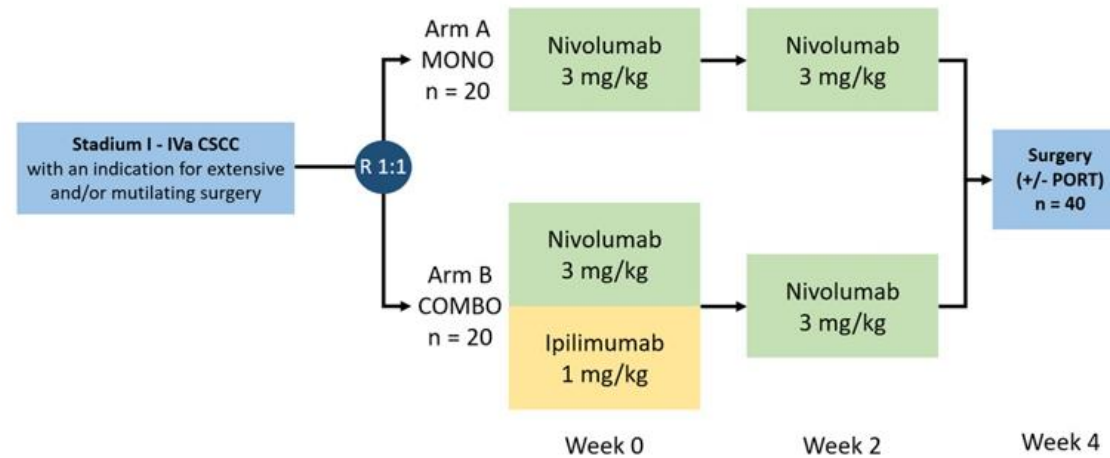 Stadium I - IVa CSCC
with an indication for extensive
and/or mutilating surgery
R 1:1
Arm A
MONO
n = 20
Nivolumab
3 mg/kg
Nivolumab
3 mg/kg
Arm B
COMBO
n = 20
Nivolumab
3 mg/kg
Ipilimumab
1 mg/kg
Nivolumab
3 mg/kg
Surgery
(+/- PORT)
n = 40
Week 0
Week 2
Week 4